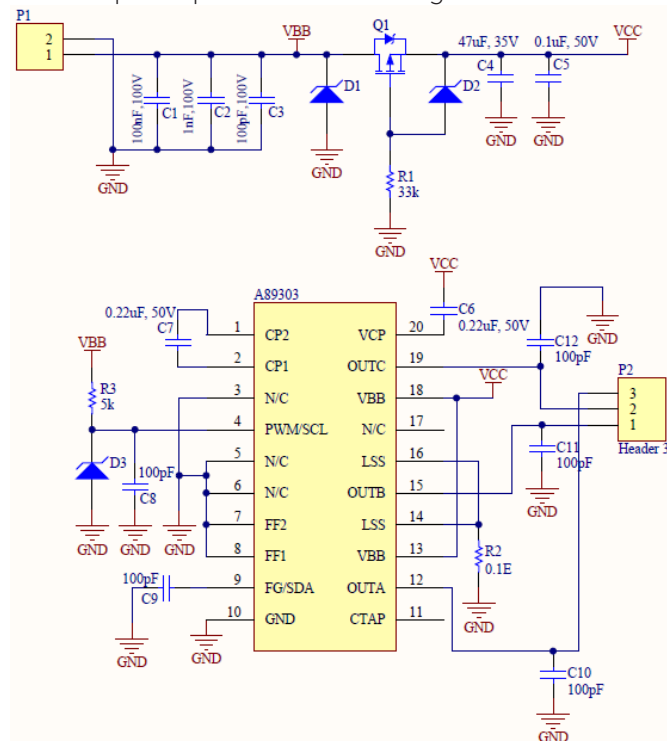 P1
2
1
VBB
100nF,100V
C1
1nF,100V
C2
100pF,100V
C3
GND
D1
GND
Q1
D2
R1
33k
GND
47uF, 35V
C4
GND
0.1uF, 50V
C5
GND
VCC
A89303
0.22uF, 50V
C7
VBB
R3
5k
D3
GND
100pF
C8
GND
GND
100pF
C9
GND
GND
1 CP2
2 CP1
3 N/C
4 PWM/SCL
5 N/C
6 N/C
7 FF2
8 FF1
9 FG/SDA
10 GND
VCP 20
OUTC 19
VBB 18
N/C 17
LSS 16
OUTB 15
LSS 14
VBB 13
OUTA 12
CTAP 11
VCC
C6
0.22uF, 50V
VCC
GND
C12
100pF
P2
3
2
1
Header 3
C11
100pF
GND
R2
0.1E
GND
C10
100pF
GND